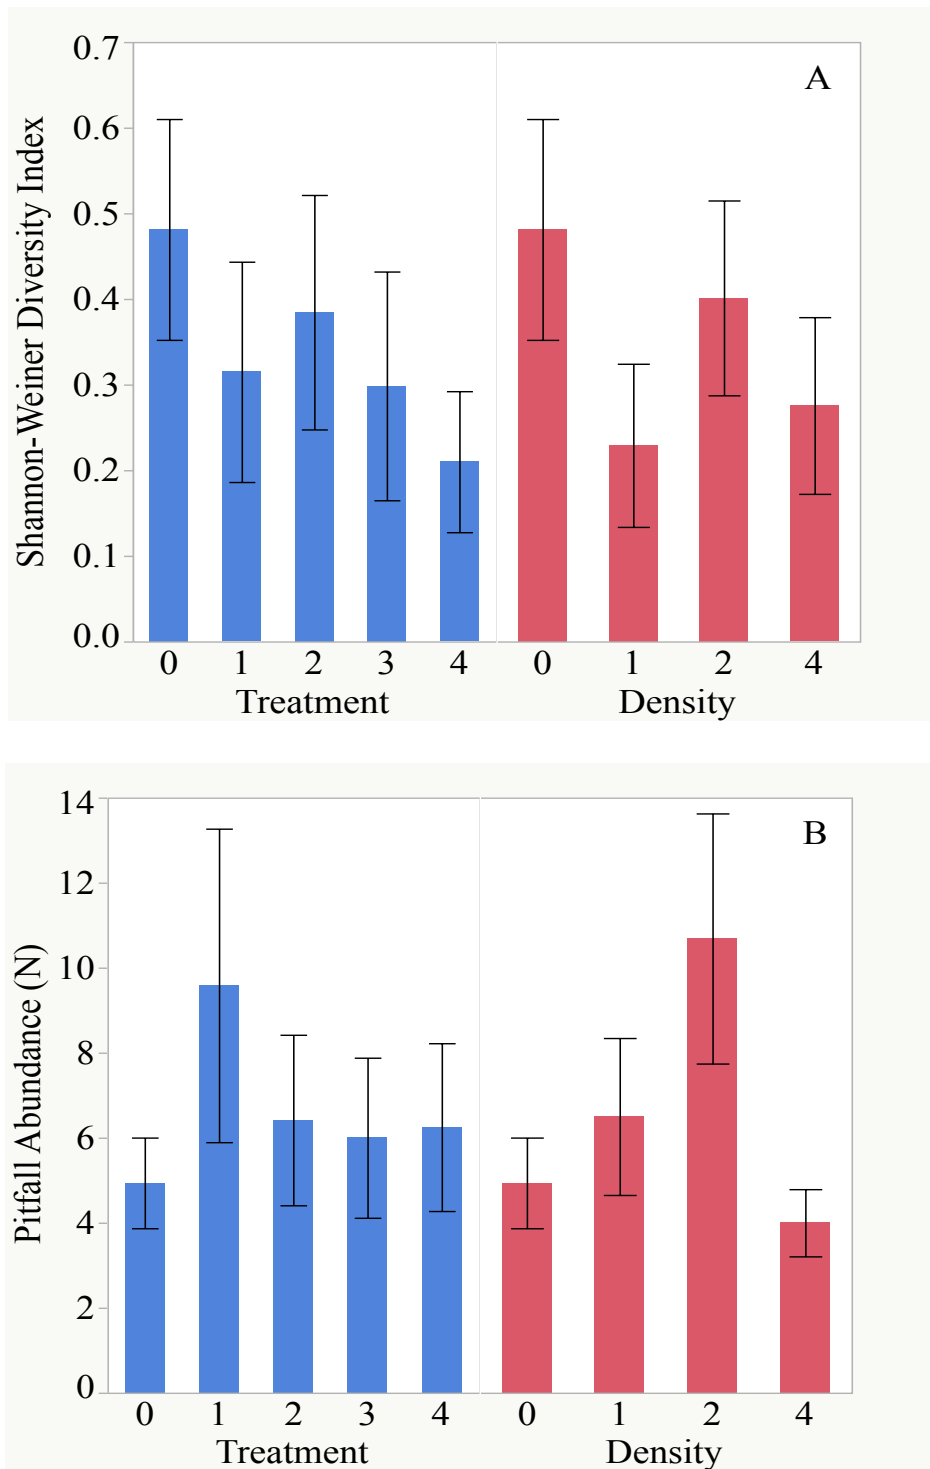 A
Shannon-Weiner Diversity Index
0.7
0.6
0.5
0.4
0.3
0.2
0.1
0.0
0 1 2 3 4 0 1 2 4
Treatment Density
B
Pitfall Abundance (N)
14
12
10
8
6
4
2
0
0 1 2 3 4 0 1 2 4
Treatment Density